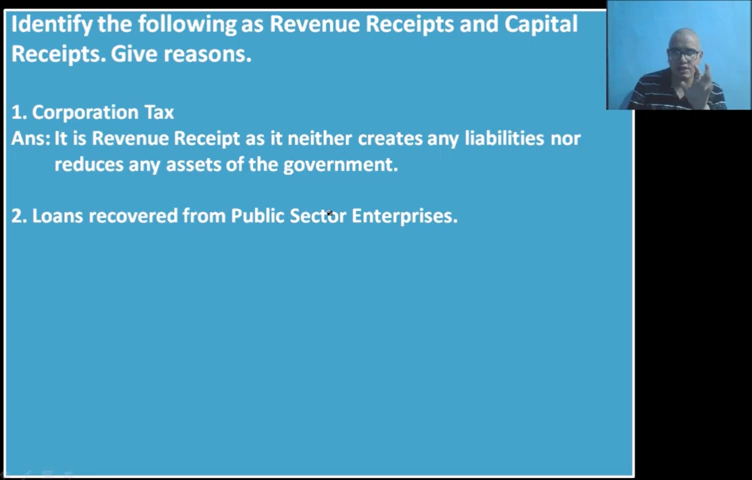 Identify the following as Revenue Receipts and Capital
Receipts. Give reasons.
1. Corporation Tax
Ans: It is Revenue Receipt as it neither creates any liabilities nor
reduces any assets of the government.
2. Loans recovered from Public Sector Enterprises.